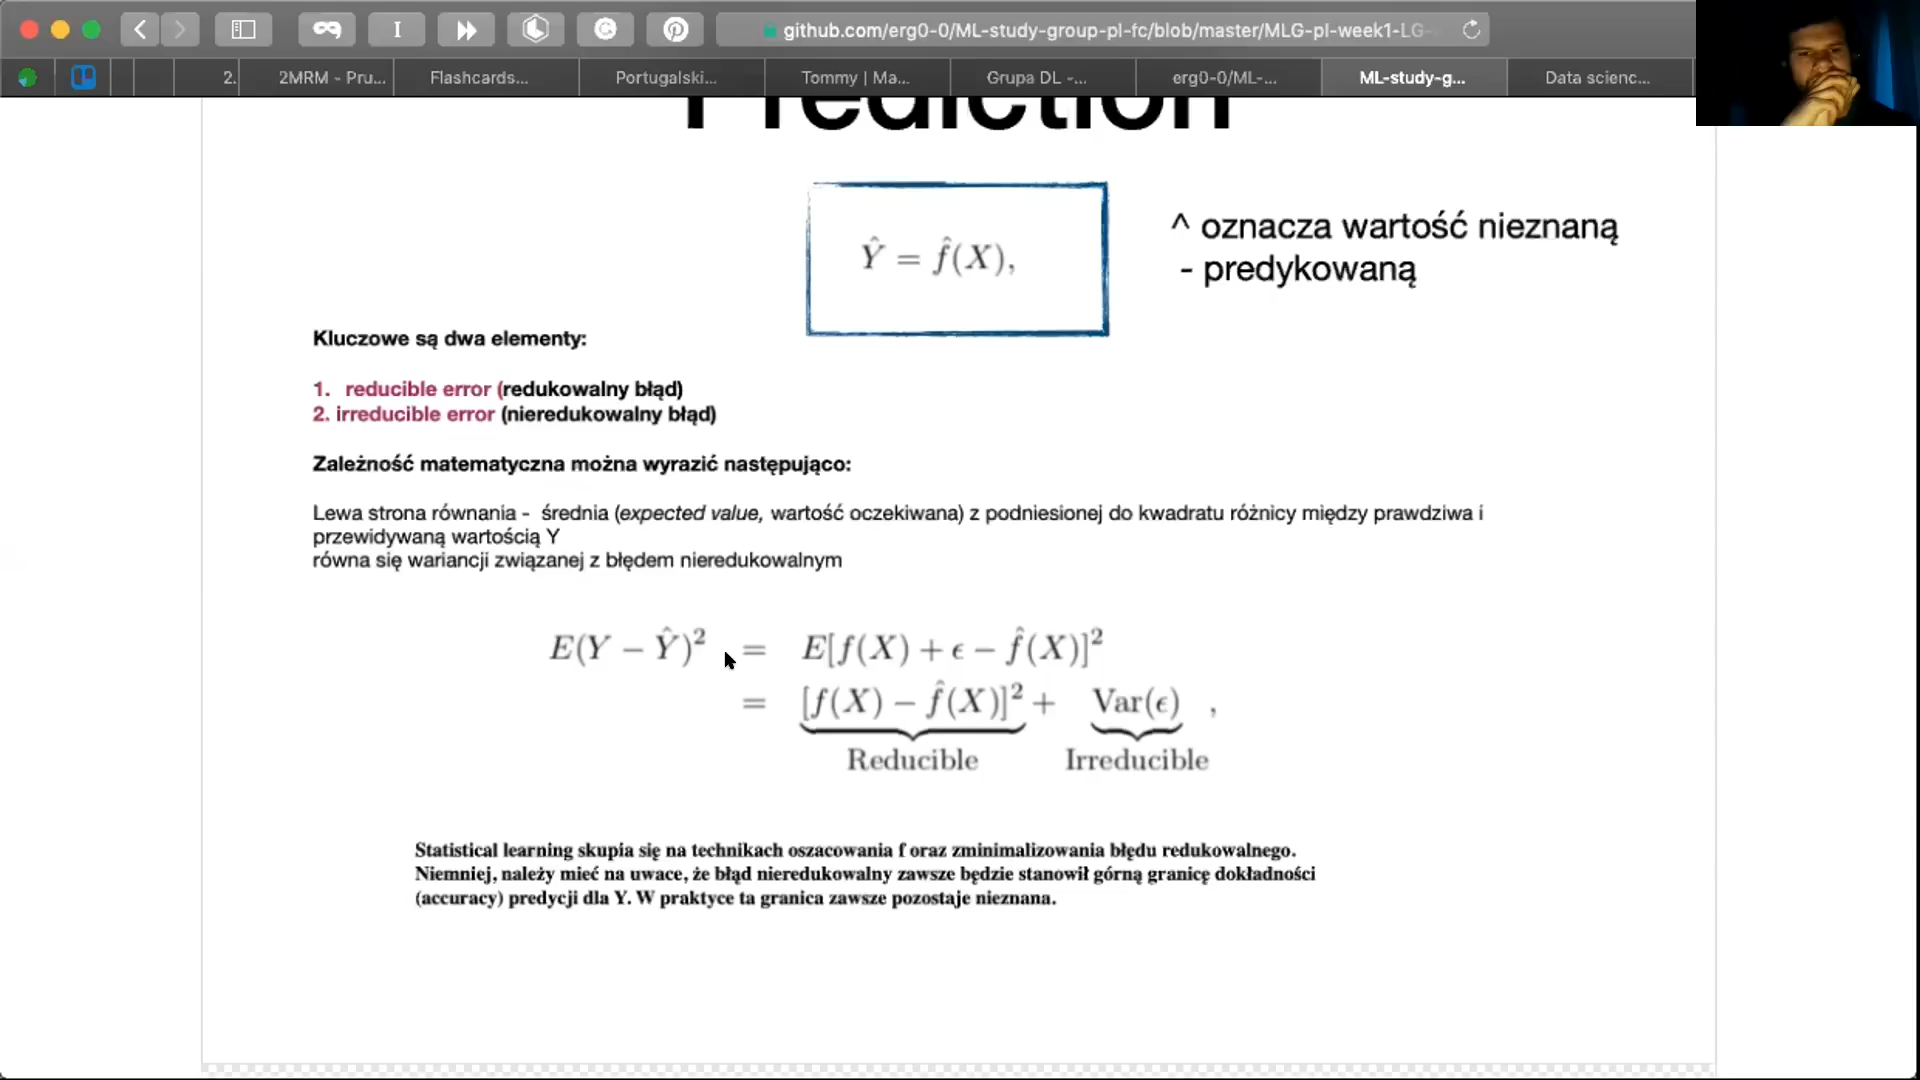 github.com/erg0-0/ML-study-group-pl-fc/blob/master/MLG-pl-week1-LG-
2.
2MRM - Pru...
Flashcards...
Portugalski...
Tommy | Ma...
Grupa DL -...
erg0-0/ML-...
ML-study-g...
Data scienc...
Prediction
Ŷ = f̂(X),
^ oznacza wartość nieznaną
- predykowaną
Kluczowe są dwa elementy:
1. reducible error (redukowalny błąd)
2. irreducible error (nieredukowalny błąd)
Zależność matematyczna można wyrazić następująco:
Lewa strona równania - średnia (expected value, wartość oczekiwana) z podniesionej do kwadratu różnicy między prawdziwa i
przewidywaną wartością Y
równa się wariancji związanej z błędem nieredukowalnym
E(Y − Ŷ)² = E[f(X) + ϵ − f̂(X)]²
= [f(X) − f̂(X)]² + Var(ϵ) ,
Reducible Irreducible
Statistical learning skupia się na technikach oszacowania f oraz zminimalizowania błędu redukowalnego.
Niemniej, należy mieć na uwace, że błąd nieredukowalny zawsze będzie stanowił górną granicę dokładności
(accuracy) predycji dla Y. W praktyce ta granica zawsze pozostaje nieznana.